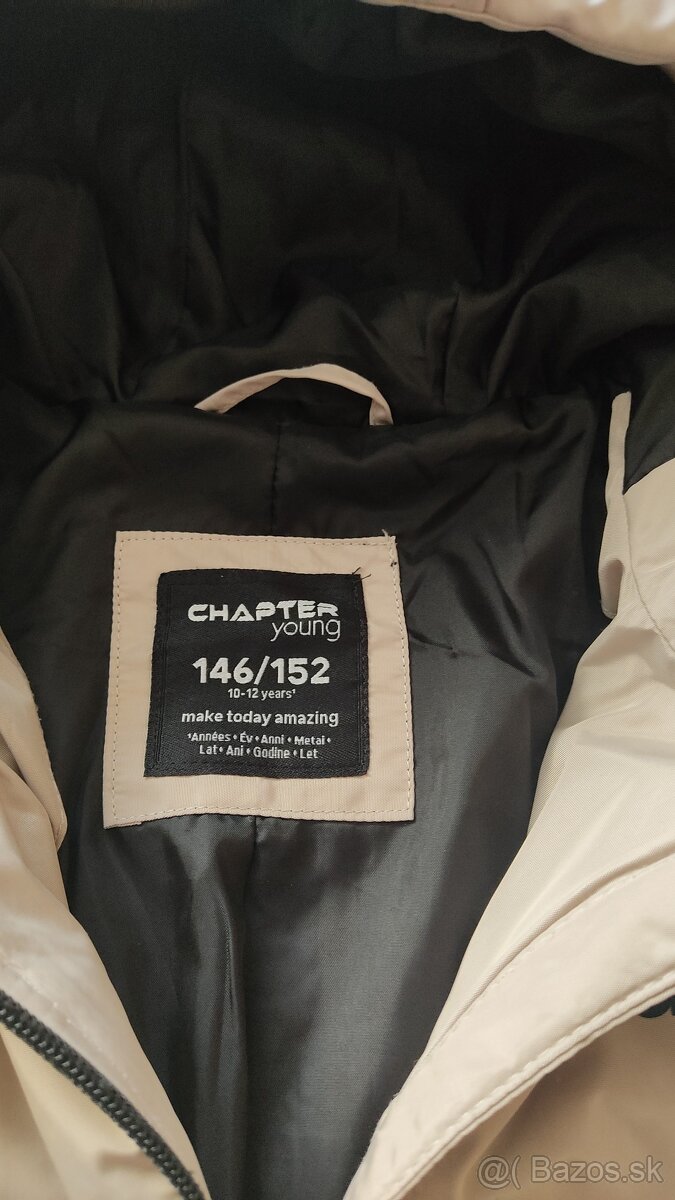 CHAPTER
young
146/152
10-12 years¹
make today amazing
¹Années • Év • Anni • Metai •
Lat • Ani • Godine • Let
@( Bazos.sk